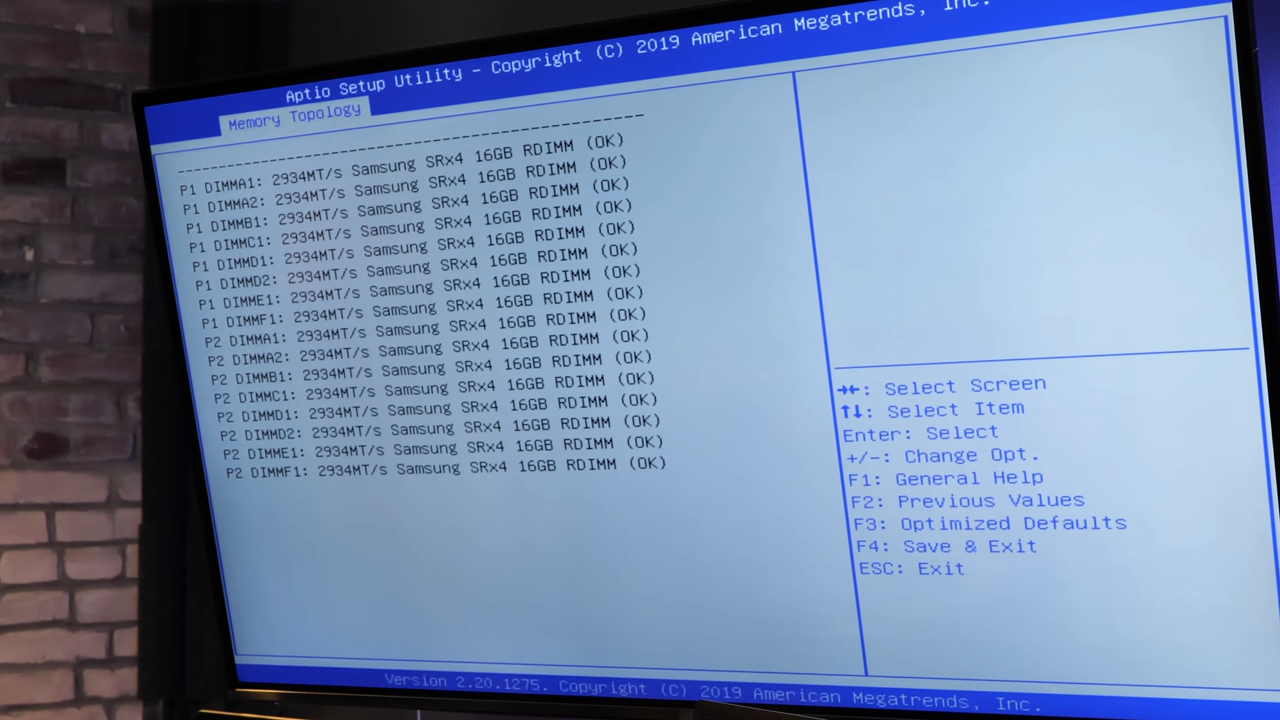 Aptio Setup Utility - Copyright (C) 2019 American Megatrends, Inc.
Memory Topology
--------------------------------------------------------
P1 DIMMA1: 2934MT/s Samsung SRx4 16GB RDIMM (OK)
P1 DIMMA2: 2934MT/s Samsung SRx4 16GB RDIMM (OK)
P1 DIMMB1: 2934MT/s Samsung SRx4 16GB RDIMM (OK)
P1 DIMMC1: 2934MT/s Samsung SRx4 16GB RDIMM (OK)
P1 DIMMD1: 2934MT/s Samsung SRx4 16GB RDIMM (OK)
P1 DIMMD2: 2934MT/s Samsung SRx4 16GB RDIMM (OK)
P1 DIMME1: 2934MT/s Samsung SRx4 16GB RDIMM (OK)
P1 DIMMF1: 2934MT/s Samsung SRx4 16GB RDIMM (OK)
P2 DIMMA1: 2934MT/s Samsung SRx4 16GB RDIMM (OK)
P2 DIMMA2: 2934MT/s Samsung SRx4 16GB RDIMM (OK)
P2 DIMMB1: 2934MT/s Samsung SRx4 16GB RDIMM (OK)
P2 DIMMC1: 2934MT/s Samsung SRx4 16GB RDIMM (OK)
P2 DIMMD1: 2934MT/s Samsung SRx4 16GB RDIMM (OK)
P2 DIMMD2: 2934MT/s Samsung SRx4 16GB RDIMM (OK)
P2 DIMME1: 2934MT/s Samsung SRx4 16GB RDIMM (OK)
P2 DIMMF1: 2934MT/s Samsung SRx4 16GB RDIMM (OK)
→←: Select Screen
↑↓: Select Item
Enter: Select
+/-: Change Opt.
F1: General Help
F2: Previous Values
F3: Optimized Defaults
F4: Save & Exit
ESC: Exit
Version 2.20.1275. Copyright (C) 2019 American Megatrends, Inc.